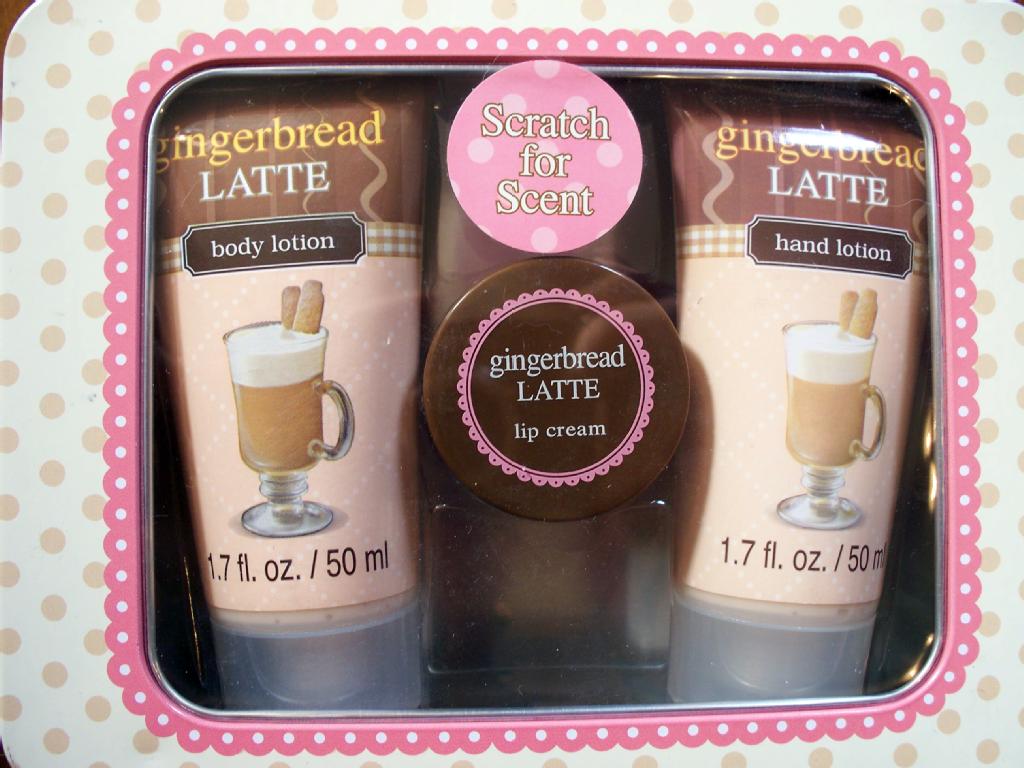 gingerbread
LATTE
body lotion
1.7 fl. oz. / 50 ml
Scratch
for
Scent
gingerbread
LATTE
lip cream
gingerbread
LATTE
hand lotion
1.7 fl. oz. / 50 ml